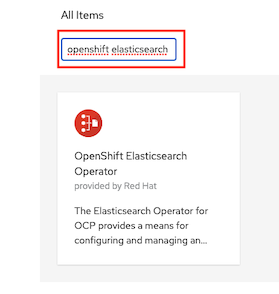 All Items
openshift elasticsearch
OpenShift Elasticsearch
Operator
provided by Red Hat
The Elasticsearch Operator for
OCP provides a means for
configuring and managing an...